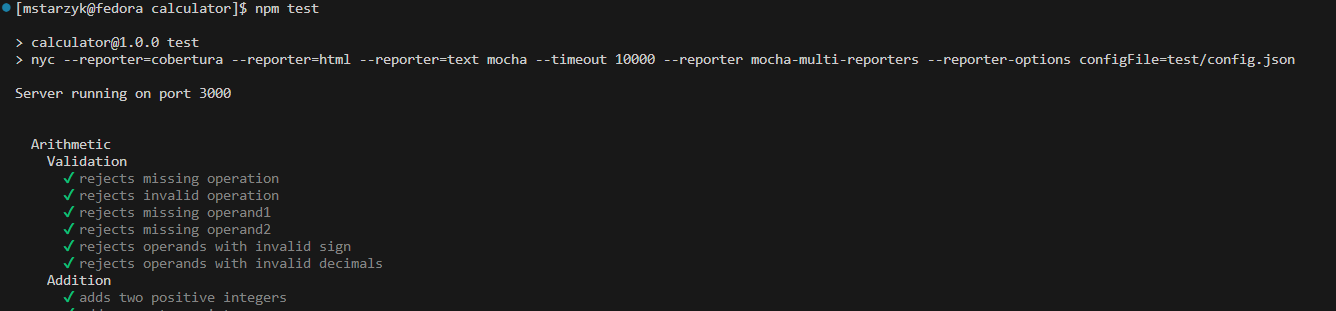 [mstarzyk@fedora calculator]$ npm test
> calculator@1.0.0 test
> nyc --reporter=cobertura --reporter=html --reporter=text mocha --timeout 10000 --reporter mocha-multi-reporters --reporter-options configFile=test/config.json
Server running on port 3000
Arithmetic
Validation
✓ rejects missing operation
✓ rejects invalid operation
✓ rejects missing operand1
✓ rejects missing operand2
✓ rejects operands with invalid sign
✓ rejects operands with invalid decimals
Addition
✓ adds two positive integers